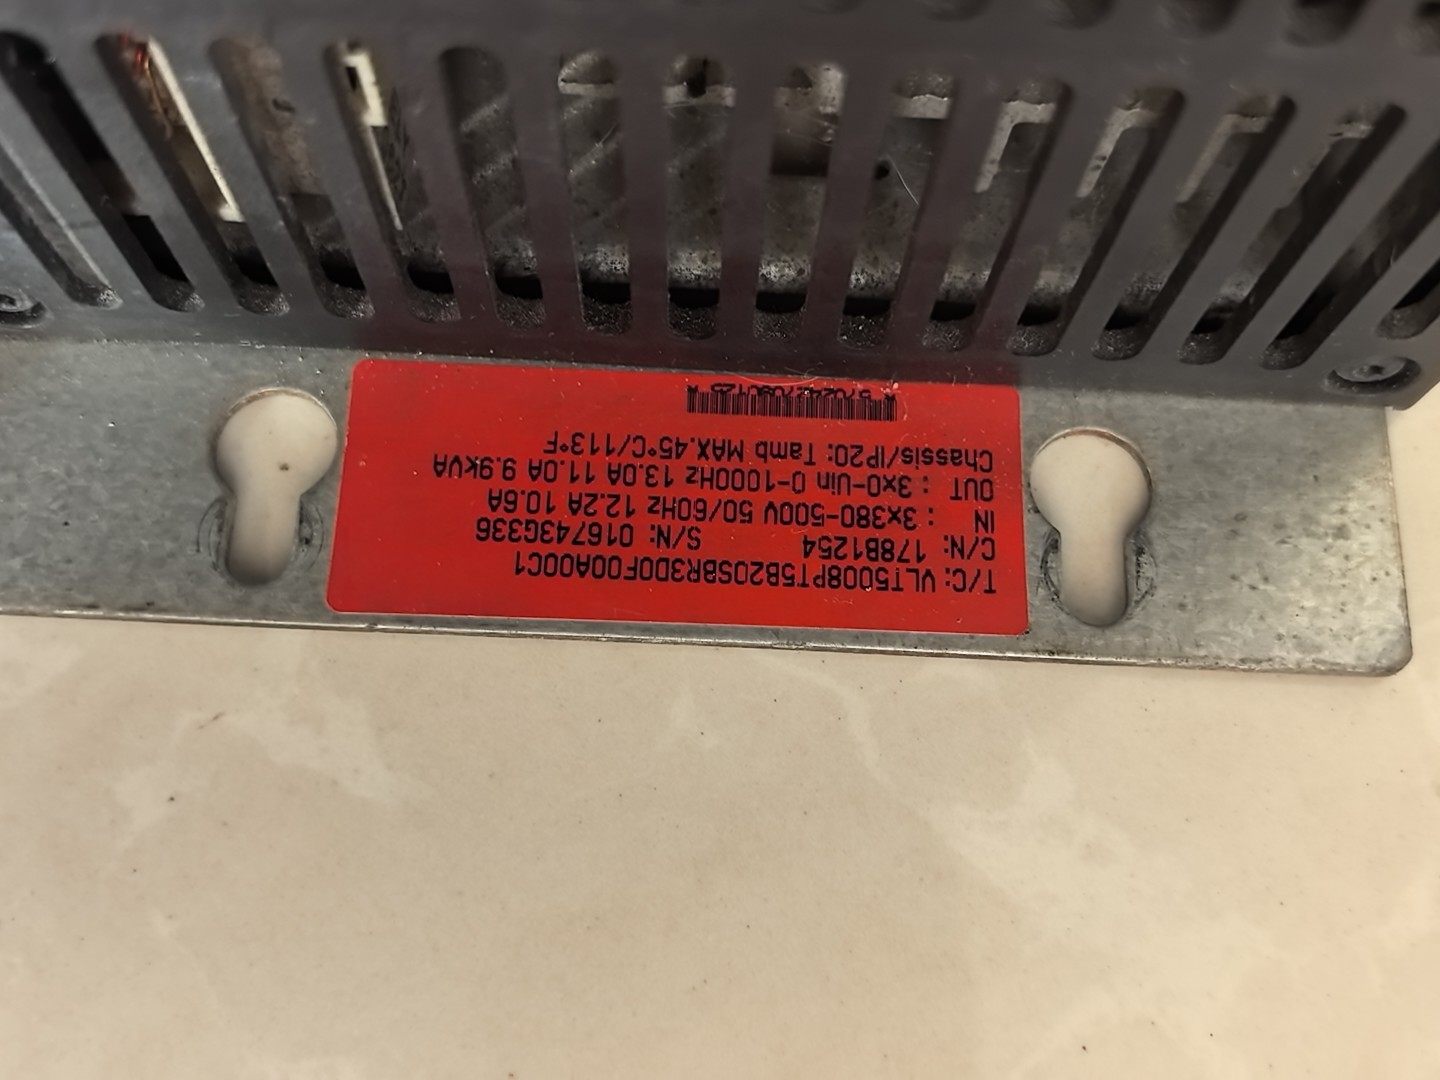 T/C: VLT5008PT5B20SBR3D0F00A00C1
C/N: 178B1254 S/N: 016743G336
IN : 3x380-500V 50/60Hz 12.2A 10.6A
OUT : 3x0-Uin 0-1000Hz 13.0A 11.0A 9.9kVA
Chassis/IP20: Tamb MAX.45°C/113°F